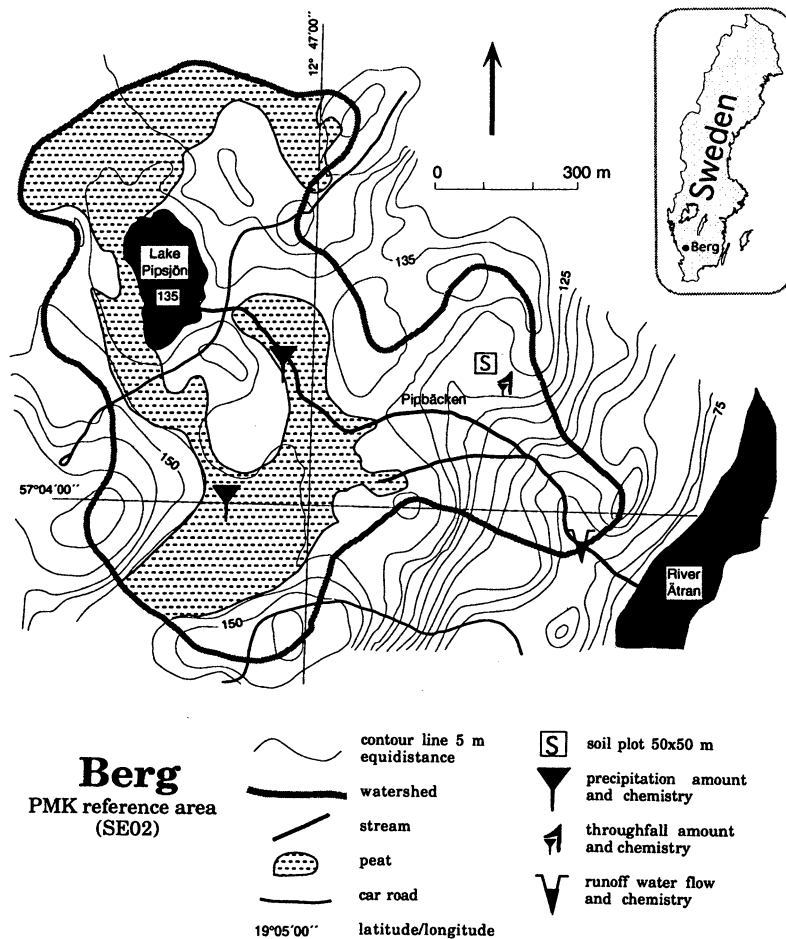 12° 47'00"
0 300 m
Sweden
Berg
Lake
Pipsjön
135
135
125
S
Pipbäcken
75
150
57°04'00"
River
Ätran
150
Berg
PMK reference area
(SE02)
contour line 5 m
equidistance
watershed
stream
peat
car road
19°05'00" latitude/longitude
S soil plot 50x50 m
precipitation amount
and chemistry
throughfall amount
and chemistry
runoff water flow
and chemistry